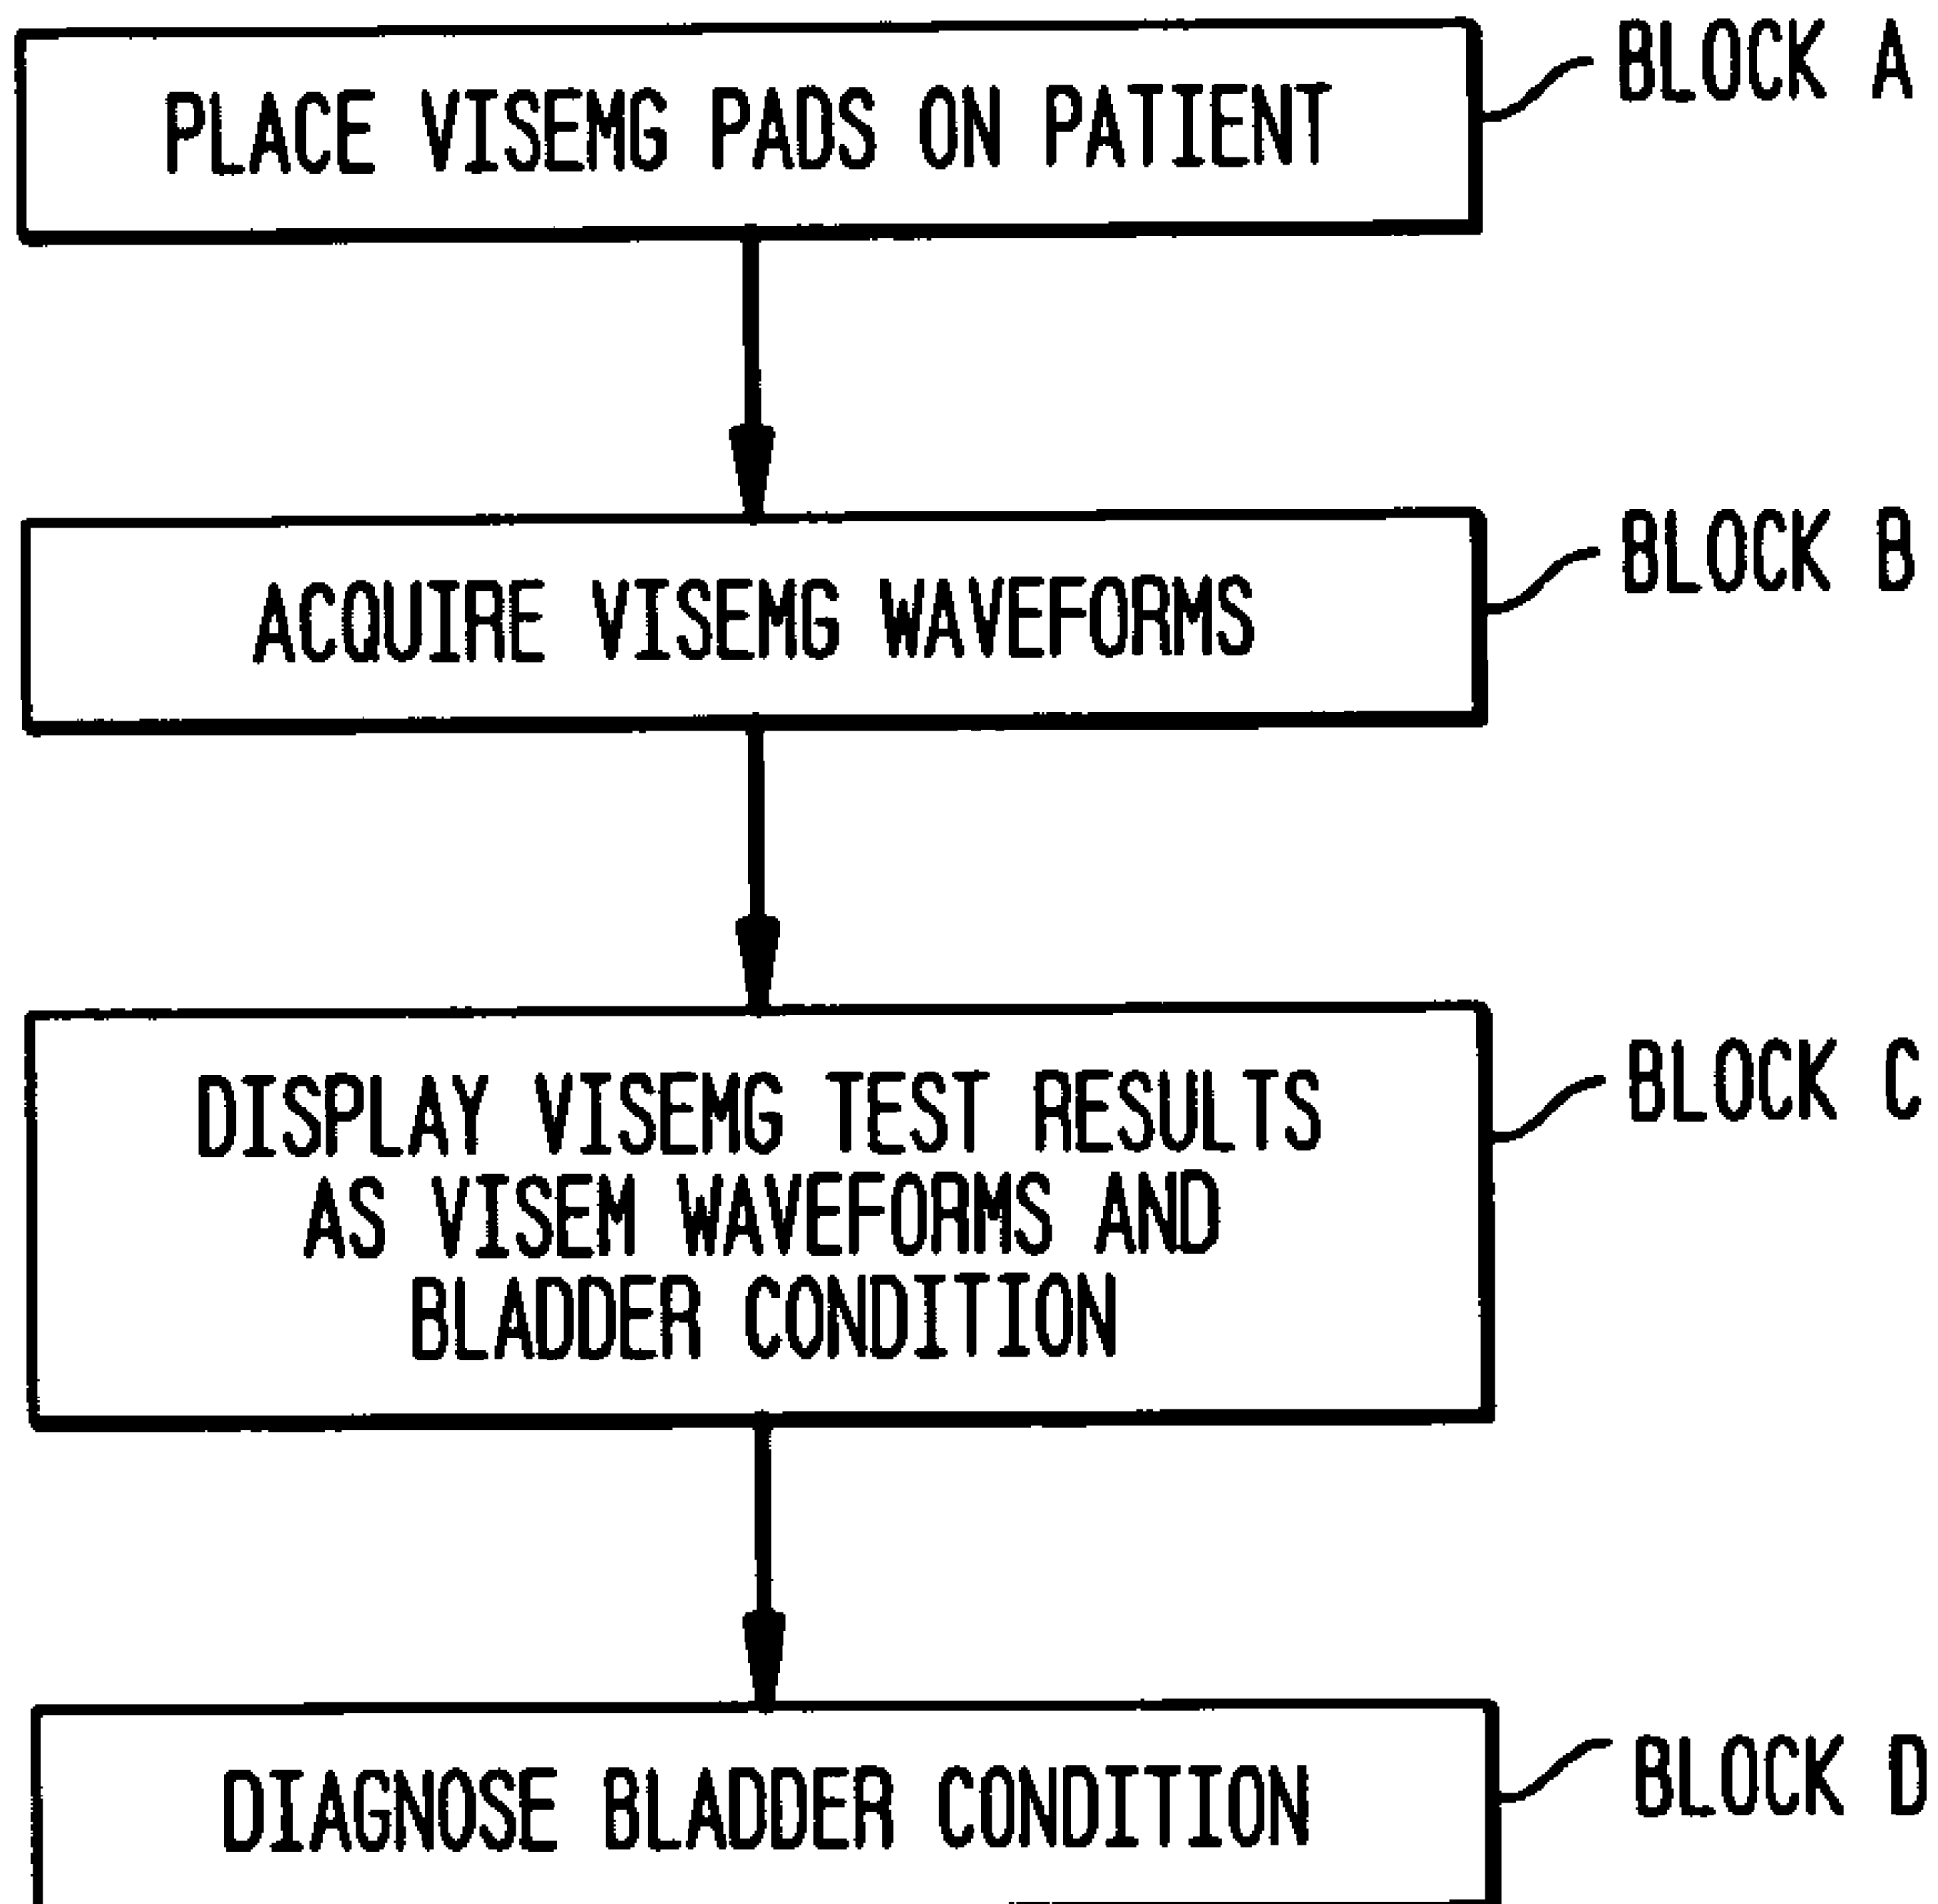 PLACE VISEMG PADS ON PATIENT
BLOCK A
ACQUIRE VISEMG WAVEFORMS
BLOCK B
DISPLAY VISEMG TEST RESULTS
AS VISEM WAVEFORMS AND
BLADDER CONDITION
BLOCK C
DIAGNOSE BLADDER CONDITION
BLOCK D